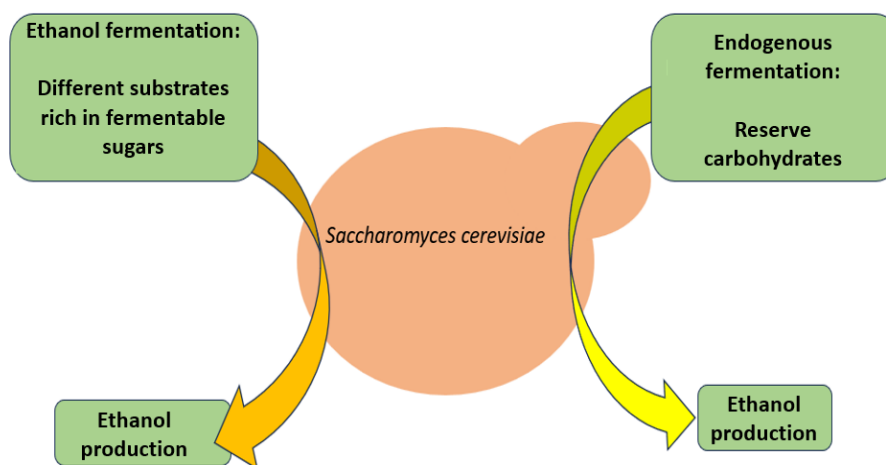 Ethanol fermentation:
Different substrates
rich in fermentable
sugars
Endogenous
fermentation:
Reserve
carbohydrates
Saccharomyces cerevisiae
Ethanol
production
Ethanol
production